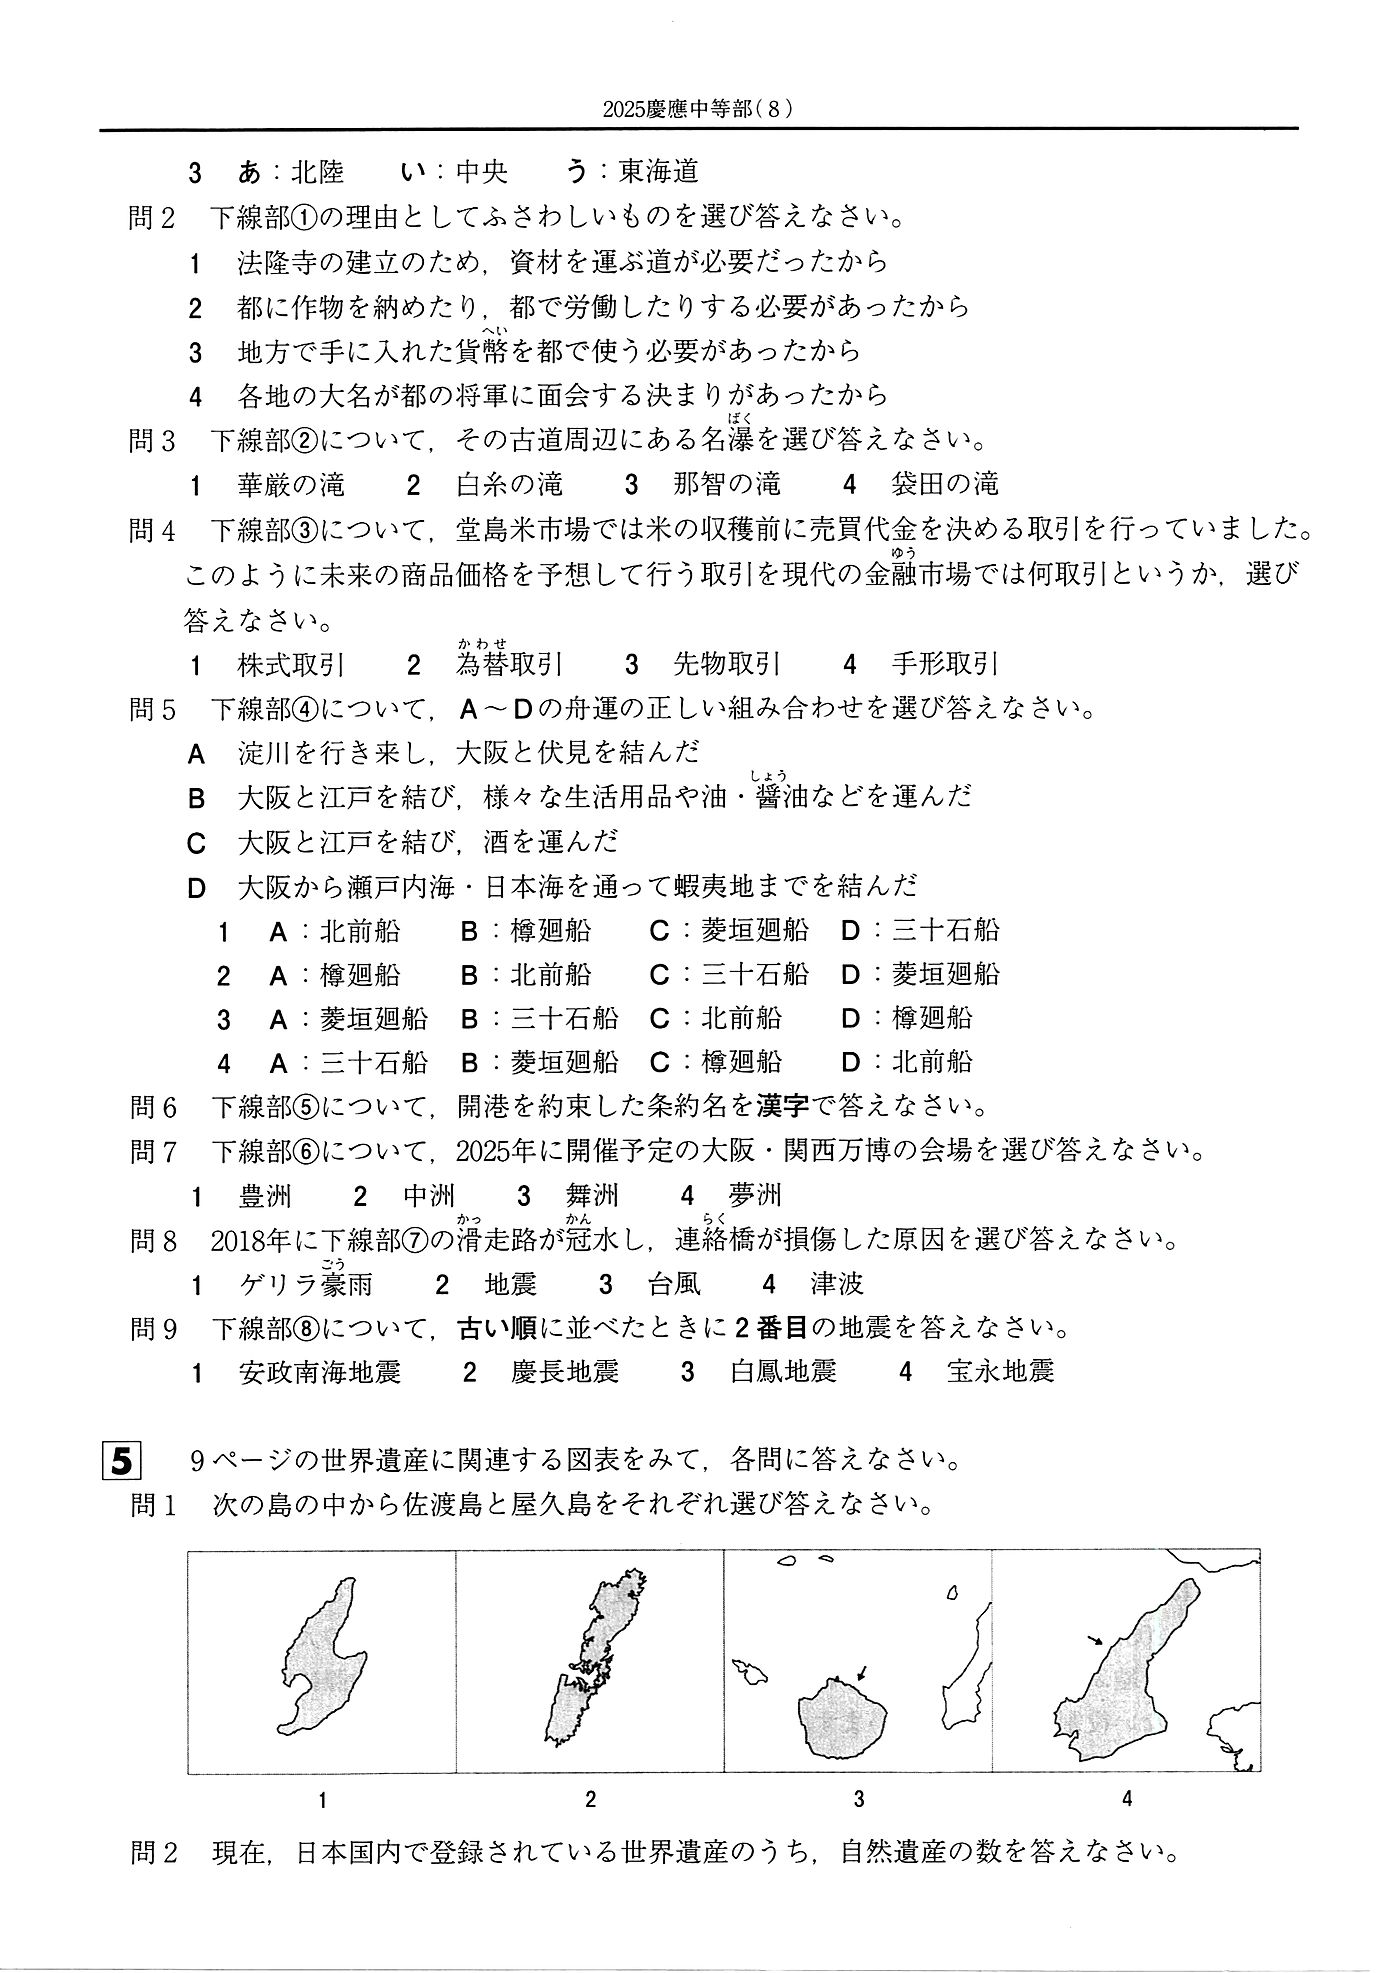 2025慶應中等部(8)
3 あ:北陸 い:中央 う:東海道
問2 下線部①の理由としてふさわしいものを選び答えなさい。
1 法隆寺の建立のため,資材を運ぶ道が必要だったから
2 都に作物を納めたり,都で労働したりする必要があったから
3 地方で手に入れた貨幣を都で使う必要があったから
へい
4 各地の大名が都の将軍に面会する決まりがあったから
問3 下線部②について,その古道周辺にある名瀑を選び答えなさい。
ばく
1 華厳の滝 2 白糸の滝 3 那智の滝 4 袋田の滝
問4 下線部③について,堂島米市場では米の収穫前に売買代金を決める取引を行っていました。
このように未来の商品価格を予想して行う取引を現代の金融市場では何取引というか,選び
ゆう
答えなさい。
1 株式取引 2 為替取引 3 先物取引 4 手形取引
かわせ
問5 下線部④について,A~Dの舟運の正しい組み合わせを選び答えなさい。
A 淀川を行き来し,大阪と伏見を結んだ
B 大阪と江戸を結び,様々な生活用品や油・醤油などを運んだ
しょう
C 大阪と江戸を結び,酒を運んだ
D 大阪から瀬戸内海・日本海を通って蝦夷地までを結んだ
1 A:北前船 B:樽廻船 C:菱垣廻船 D:三十石船
2 A:樽廻船 B:北前船 C:三十石船 D:菱垣廻船
3 A:菱垣廻船 B:三十石船 C:北前船 D:樽廻船
4 A:三十石船 B:菱垣廻船 C:樽廻船 D:北前船
問6 下線部⑤について,開港を約束した条約名を漢字で答えなさい。
問7 下線部⑥について,2025年に開催予定の大阪・関西万博の会場を選び答えなさい。
1 豊洲 2 中洲 3 舞洲 4 夢洲
問8 2018年に下線部⑦の滑走路が冠水し,連絡橋が損傷した原因を選び答えなさい。
かっ かん らく
1 ゲリラ豪雨 2 地震 3 台風 4 津波
ごう
問9 下線部⑧について,古い順に並べたときに2番目の地震を答えなさい。
1 安政南海地震 2 慶長地震 3 白鳳地震 4 宝永地震
5 9ページの世界遺産に関連する図表をみて,各問に答えなさい。
問1 次の島の中から佐渡島と屋久島をそれぞれ選び答えなさい。
1 2 3 4
問2 現在,日本国内で登録されている世界遺産のうち,自然遺産の数を答えなさい。